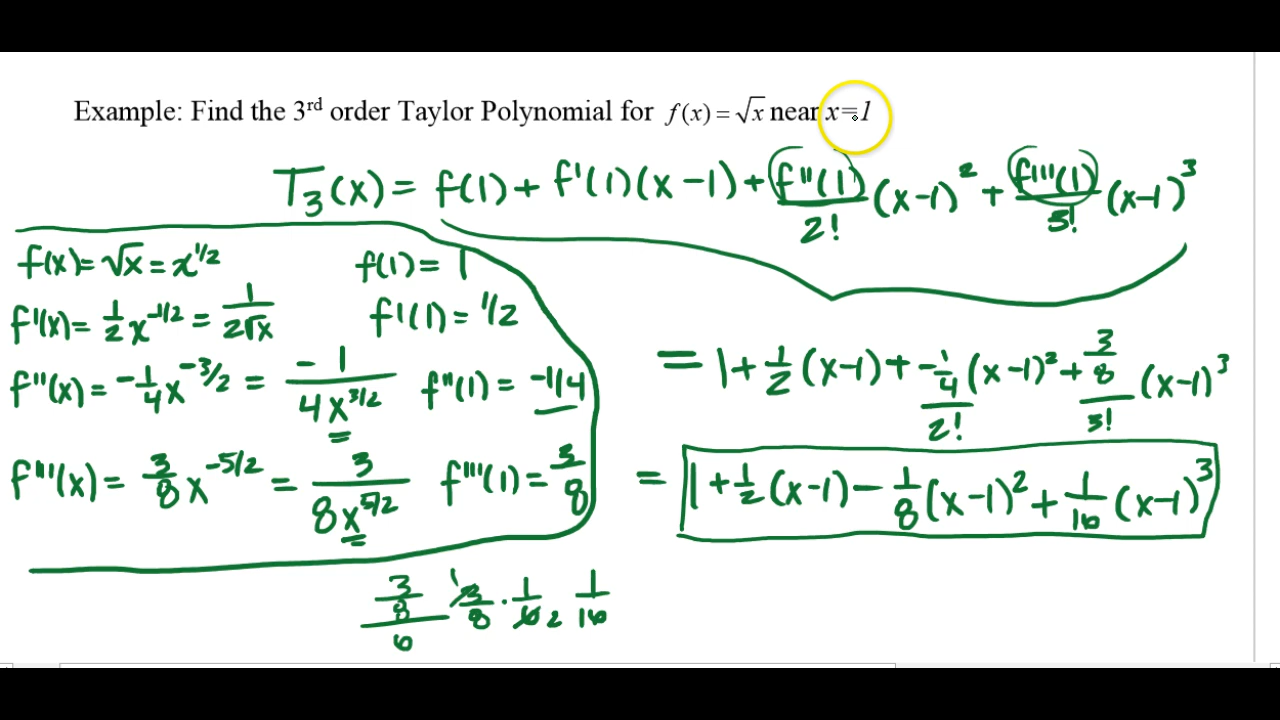 Example: Find the 3rd order Taylor Polynomial for f(x) = √x near x=1
T₃(x) = f(1) + f'(1)(x-1) + f''(1)/2! (x-1)² + f'''(1)/3! (x-1)³
f(x) = √x = x^1/2    f(1) = 1
f'(x) = 1/2 x^-1/2 = 1/2√x    f'(1) = 1/2
f''(x) = -1/4 x^-3/2 = -1/4x^3/2    f''(1) = -1/4
f'''(x) = 3/8 x^-5/2 = 3/8x^5/2    f'''(1) = 3/8
= 1 + 1/2 (x-1) + -1/4/2! (x-1)² + 3/8/3! (x-1)³
= 1 + 1/2 (x-1) - 1/8 (x-1)² + 1/16 (x-1)³
3/8/6  1 3/8 · 1/6 2  1/16